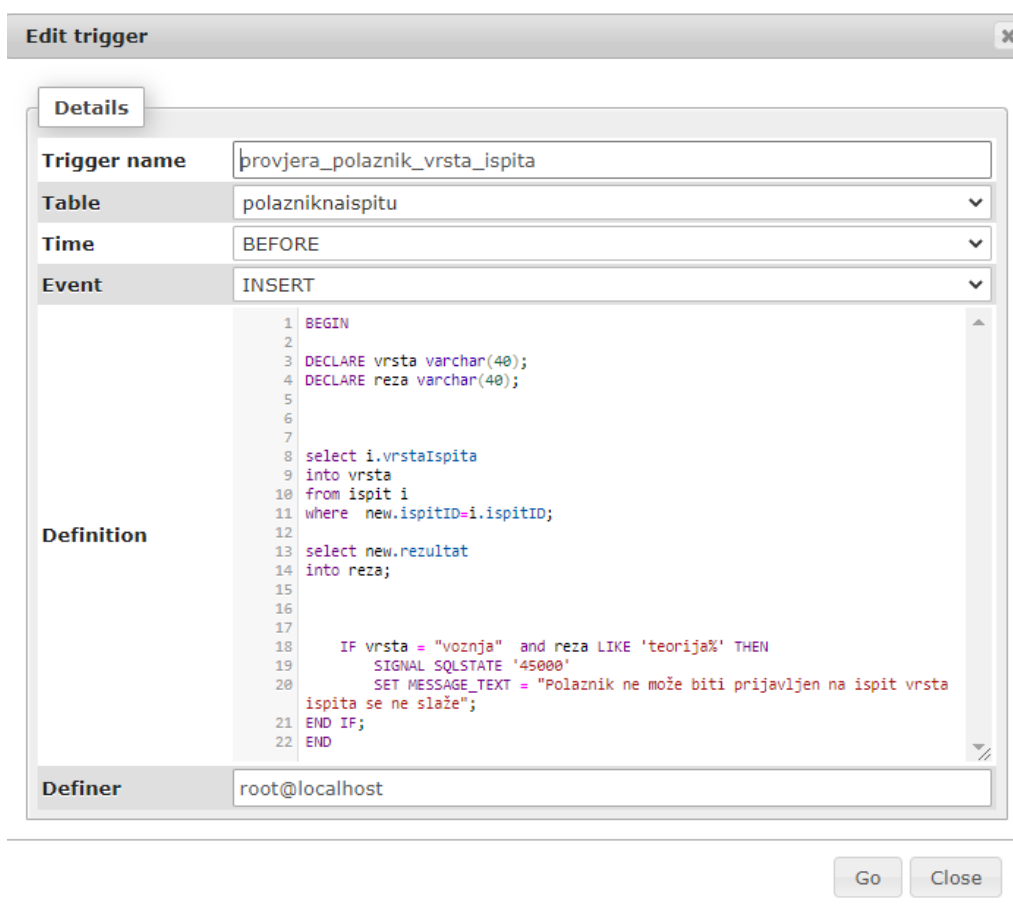 Edit trigger
Details
Trigger name provjera_polaznik_vrsta_ispita
Table polazniknaispitu
Time BEFORE
Event INSERT
Definition
1 BEGIN
2
3 DECLARE vrsta varchar(40);
4 DECLARE reza varchar(40);
5
6
7
8 select i.vrstaIspita
9 into vrsta
10 from ispit i
11 where  new.ispitID=i.ispitID;
12
13 select new.rezultat
14 into reza;
15
16
17
18     IF vrsta = "voznja"  and reza LIKE 'teorija%' THEN
19         SIGNAL SQLSTATE '45000'
20         SET MESSAGE_TEXT = "Polaznik ne može biti prijavljen na ispit vrsta
ispita se ne slaže";
21 END IF;
22 END
Definer root@localhost
Go Close